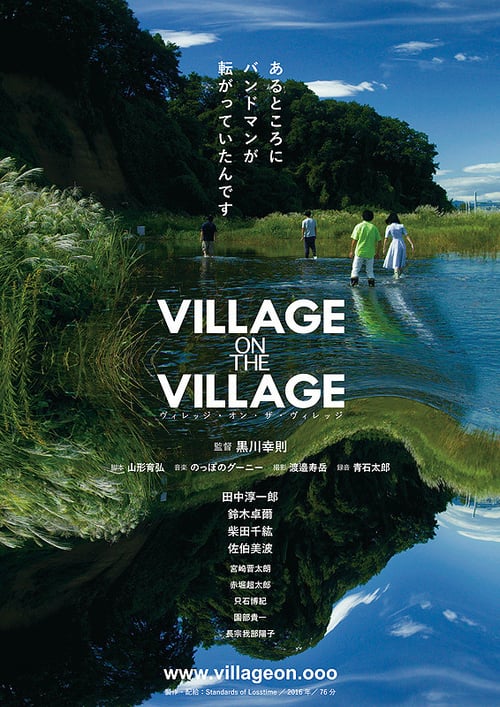 あるところに
バンドマンが
転がっていたんです
VILLAGE
ON
THE
VILLAGE
ヴィレッジ・オン・ザ・ヴィレッジ
監督 黒川幸則
脚本 山形育弘 音楽 のっぽのグーニー 撮影 渡邉寿岳 録音 青石太郎
田中淳一郎
鈴木卓爾
柴田千紘
佐伯美波
宮崎晋太朗
赤堀超太郎
只石博紀
園部貴一
長宗我部陽子
www.villageon.ooo
製作・配給：Standards of Losstime／2016年／76分